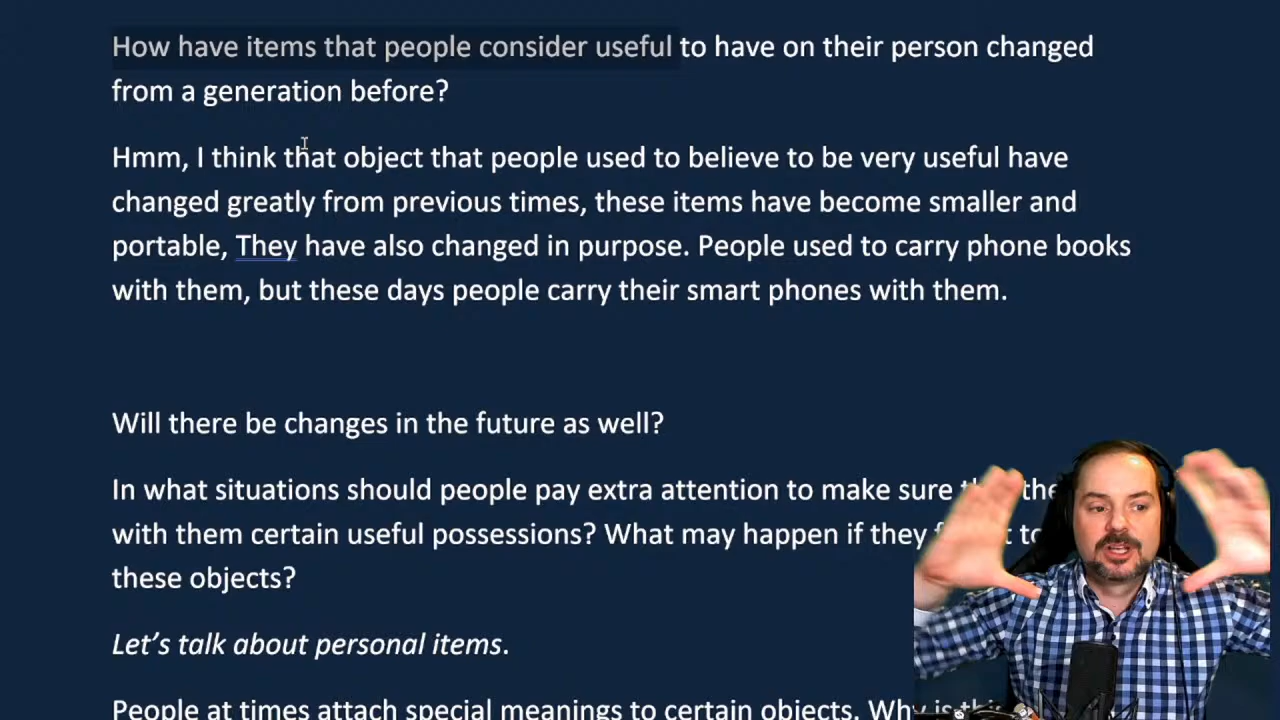 How have items that people consider useful to have on their person changed
from a generation before?
Hmm, I think that object that people used to believe to be very useful have
changed greatly from previous times, these items have become smaller and
portable, They have also changed in purpose. People used to carry phone books
with them, but these days people carry their smart phones with them.
Will there be changes in the future as well?
In what situations should people pay extra attention to make sure
with them certain useful possessions? What may happen if they
these objects?
Let's talk about personal items.
People at times attach special meanings to certain objects. Why is